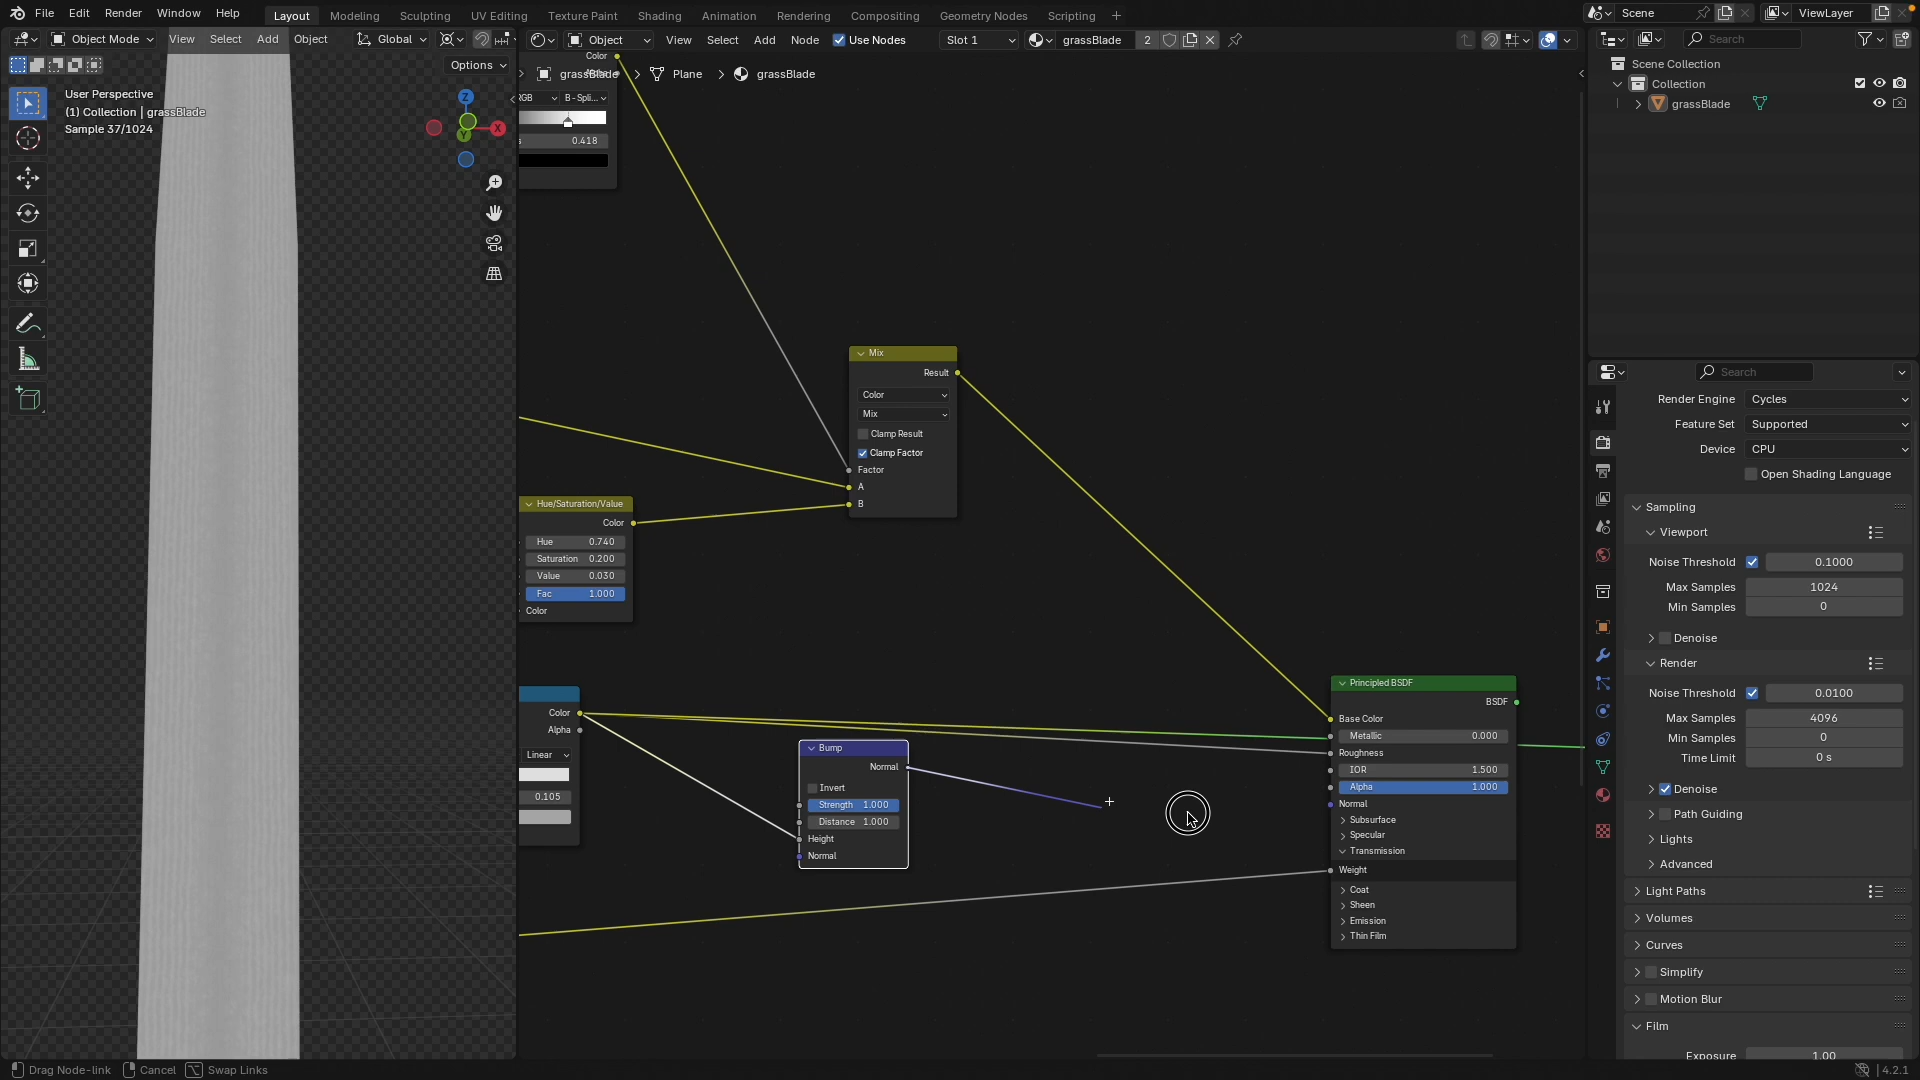 File Edit Render Window Help Layout Modeling Sculpting UV Editing Texture Paint Shading Animation Rendering Compositing Geometry Nodes Scripting + Scene ViewLayer
Object Mode View Select Add Object Global Object View Select Add Node Use Nodes Slot 1 grassBlade 2 Search
Options
User Perspective
(1) Collection | grassBlade
Sample 37/1024
Z
X
Y
grassBlade > Plane > grassBlade
Color
RGB B-Spli...
0.418
Mix
Result
Color
Mix
Clamp Result
Clamp Factor
Factor
A
B
Hue/Saturation/Value
Color
Hue 0.740
Saturation 0.200
Value 0.030
Fac 1.000
Color
Color
Alpha
Linear
0.105
Bump
Normal
Invert
Strength 1.000
Distance 1.000
Height
Normal
Principled BSDF
BSDF
Base Color
Metallic 0.000
Roughness
IOR 1.500
Alpha 1.000
Normal
Subsurface
Specular
Transmission
Weight
Coat
Sheen
Emission
Thin Film
Scene Collection
Collection
grassBlade
Search
Render Engine Cycles
Feature Set Supported
Device CPU
Open Shading Language
Sampling
Viewport
Noise Threshold 0.1000
Max Samples 1024
Min Samples 0
Denoise
Render
Noise Threshold 0.0100
Max Samples 4096
Min Samples 0
Time Limit 0 s
Denoise
Path Guiding
Lights
Advanced
Light Paths
Volumes
Curves
Simplify
Motion Blur
Film
Exposure 1.00
Drag Node-link Cancel Swap Links 4.2.1